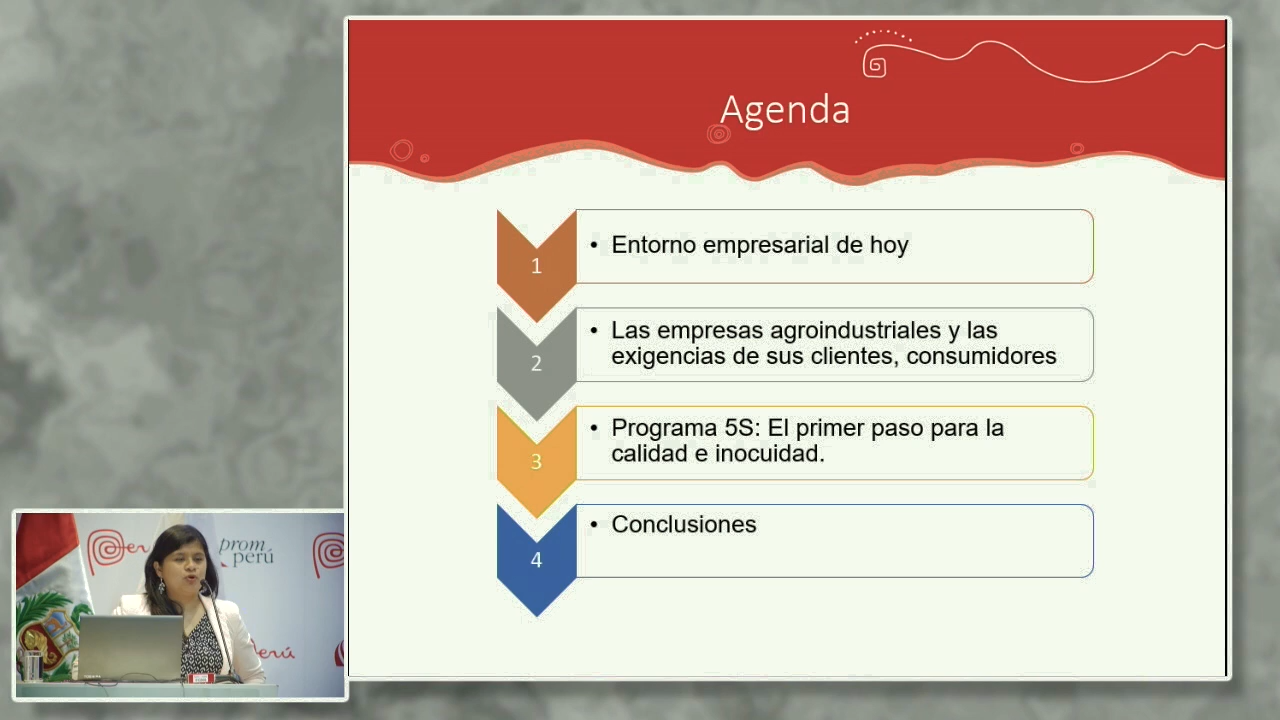 Agenda
1
• Entorno empresarial de hoy
2
• Las empresas agroindustriales y las
exigencias de sus clientes, consumidores
3
• Programa 5S: El primer paso para la
calidad e inocuidad.
4
• Conclusiones
Perú
prom
perú
Perú